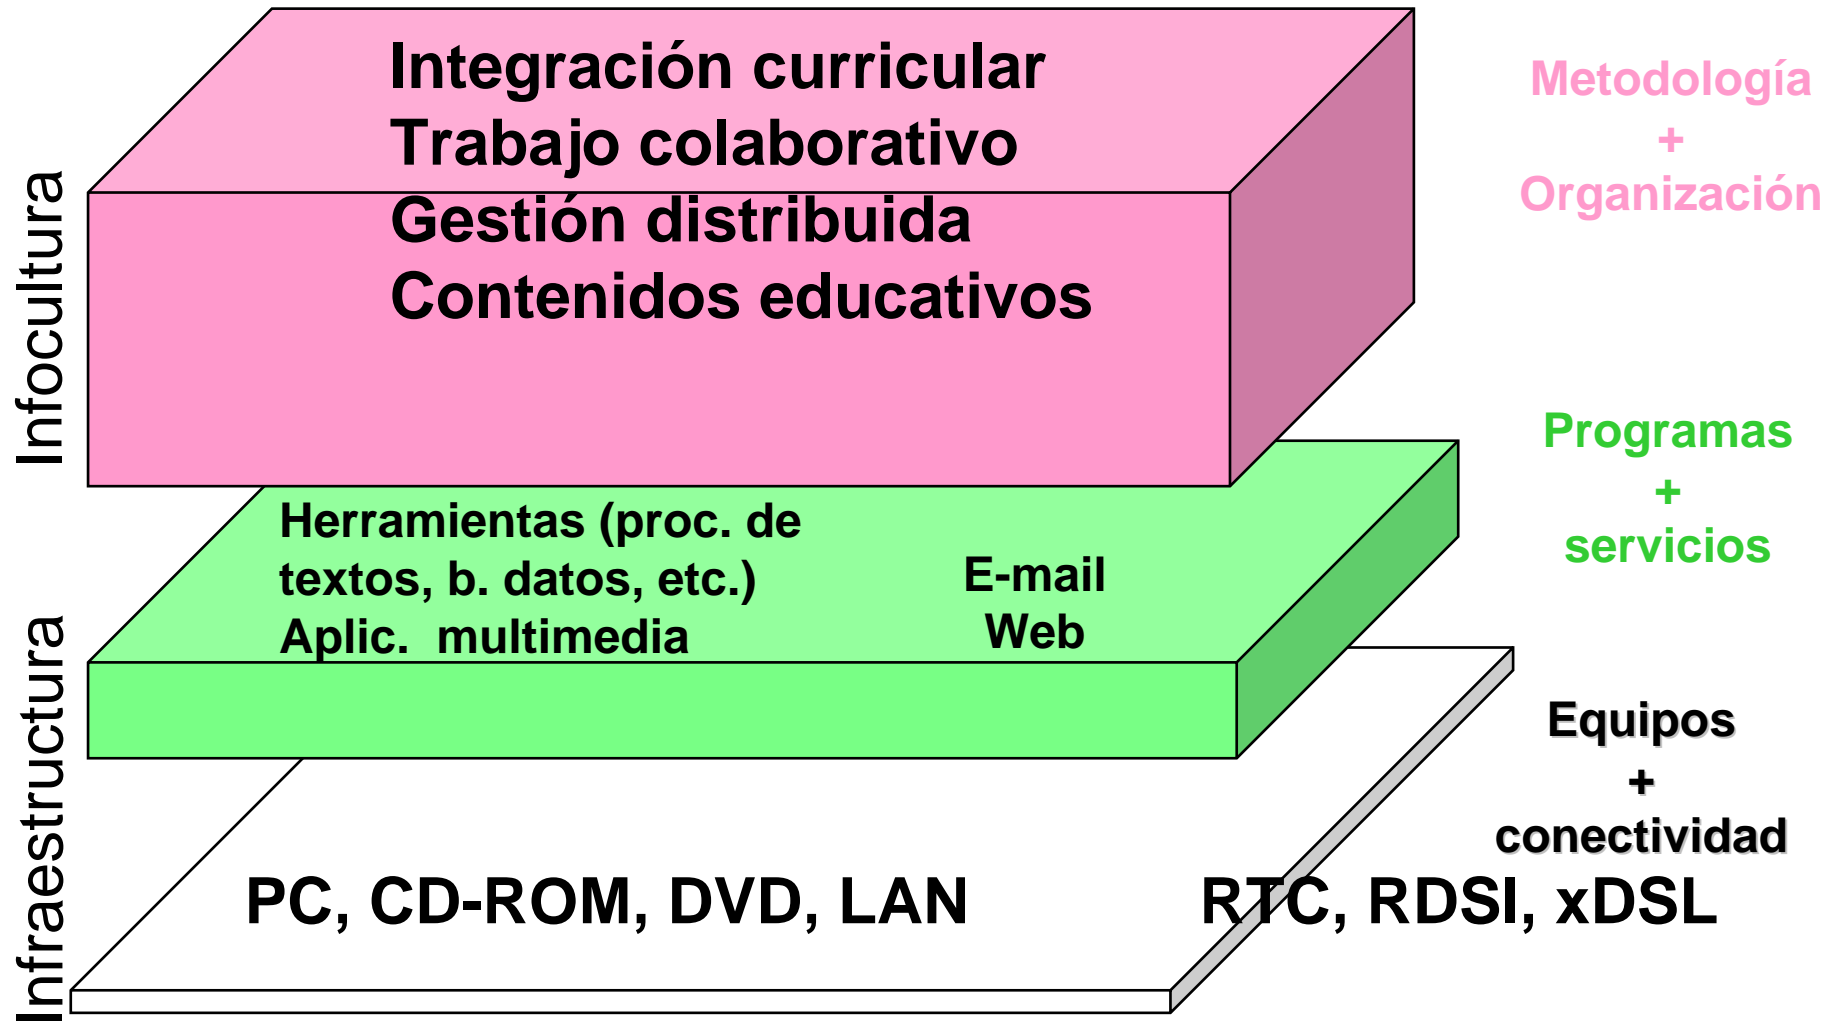 Infocultura
Integración curricular
Trabajo colaborativo
Gestión distribuida
Contenidos educativos
Metodología
+
Organización
Infraestructura
Herramientas (proc. de
textos, b. datos, etc.)
Aplic. multimedia
E-mail
Web
Programas
+
servicios
PC, CD-ROM, DVD, LAN
RTC, RDSI, xDSL
Equipos
+
conectividad